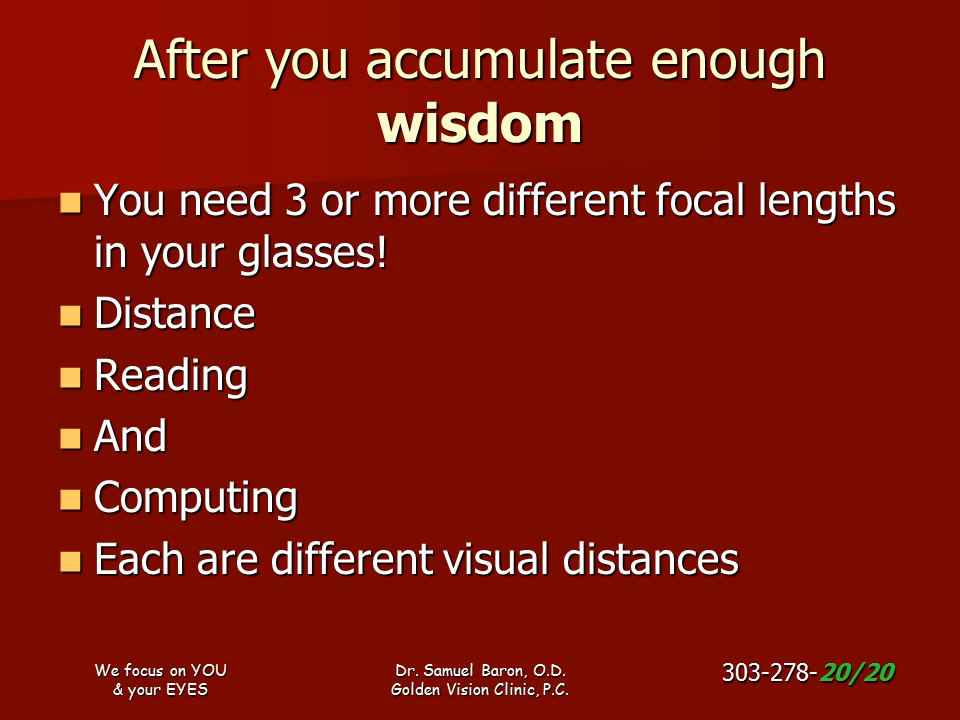 After you accumulate enough
wisdom
You need 3 or more different focal lengths
in your glasses!
Distance
Reading
And
Computing
Each are different visual distances
We focus on YOU
& your EYES
Dr. Samuel Baron, O.D.
Golden Vision Clinic, P.C.
303-278-20/20